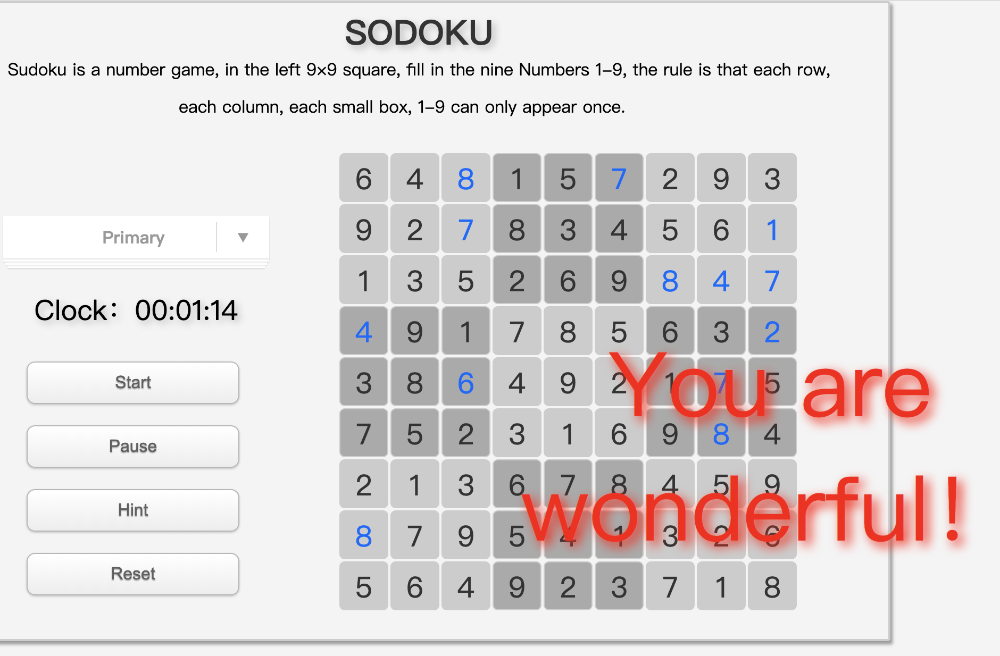 SODOKU
Sudoku is a number game, in the left 9×9 square, fill in the nine Numbers 1–9, the rule is that each row,
each column, each small box, 1–9 can only appear once.
Primary ▼
Clock：00:01:14
Start
Pause
Hint
Reset
6 4 8 1 5 7 2 9 3
9 2 7 8 3 4 5 6 1
1 3 5 2 6 9 8 4 7
4 9 1 7 8 5 6 3 2
3 8 6 4 9 2 1 7 5
7 5 2 3 1 6 9 8 4
2 1 3 6 7 8 4 5 9
8 7 9 5 4 1 3 2 6
5 6 4 9 2 3 7 1 8
You are
wonderful！